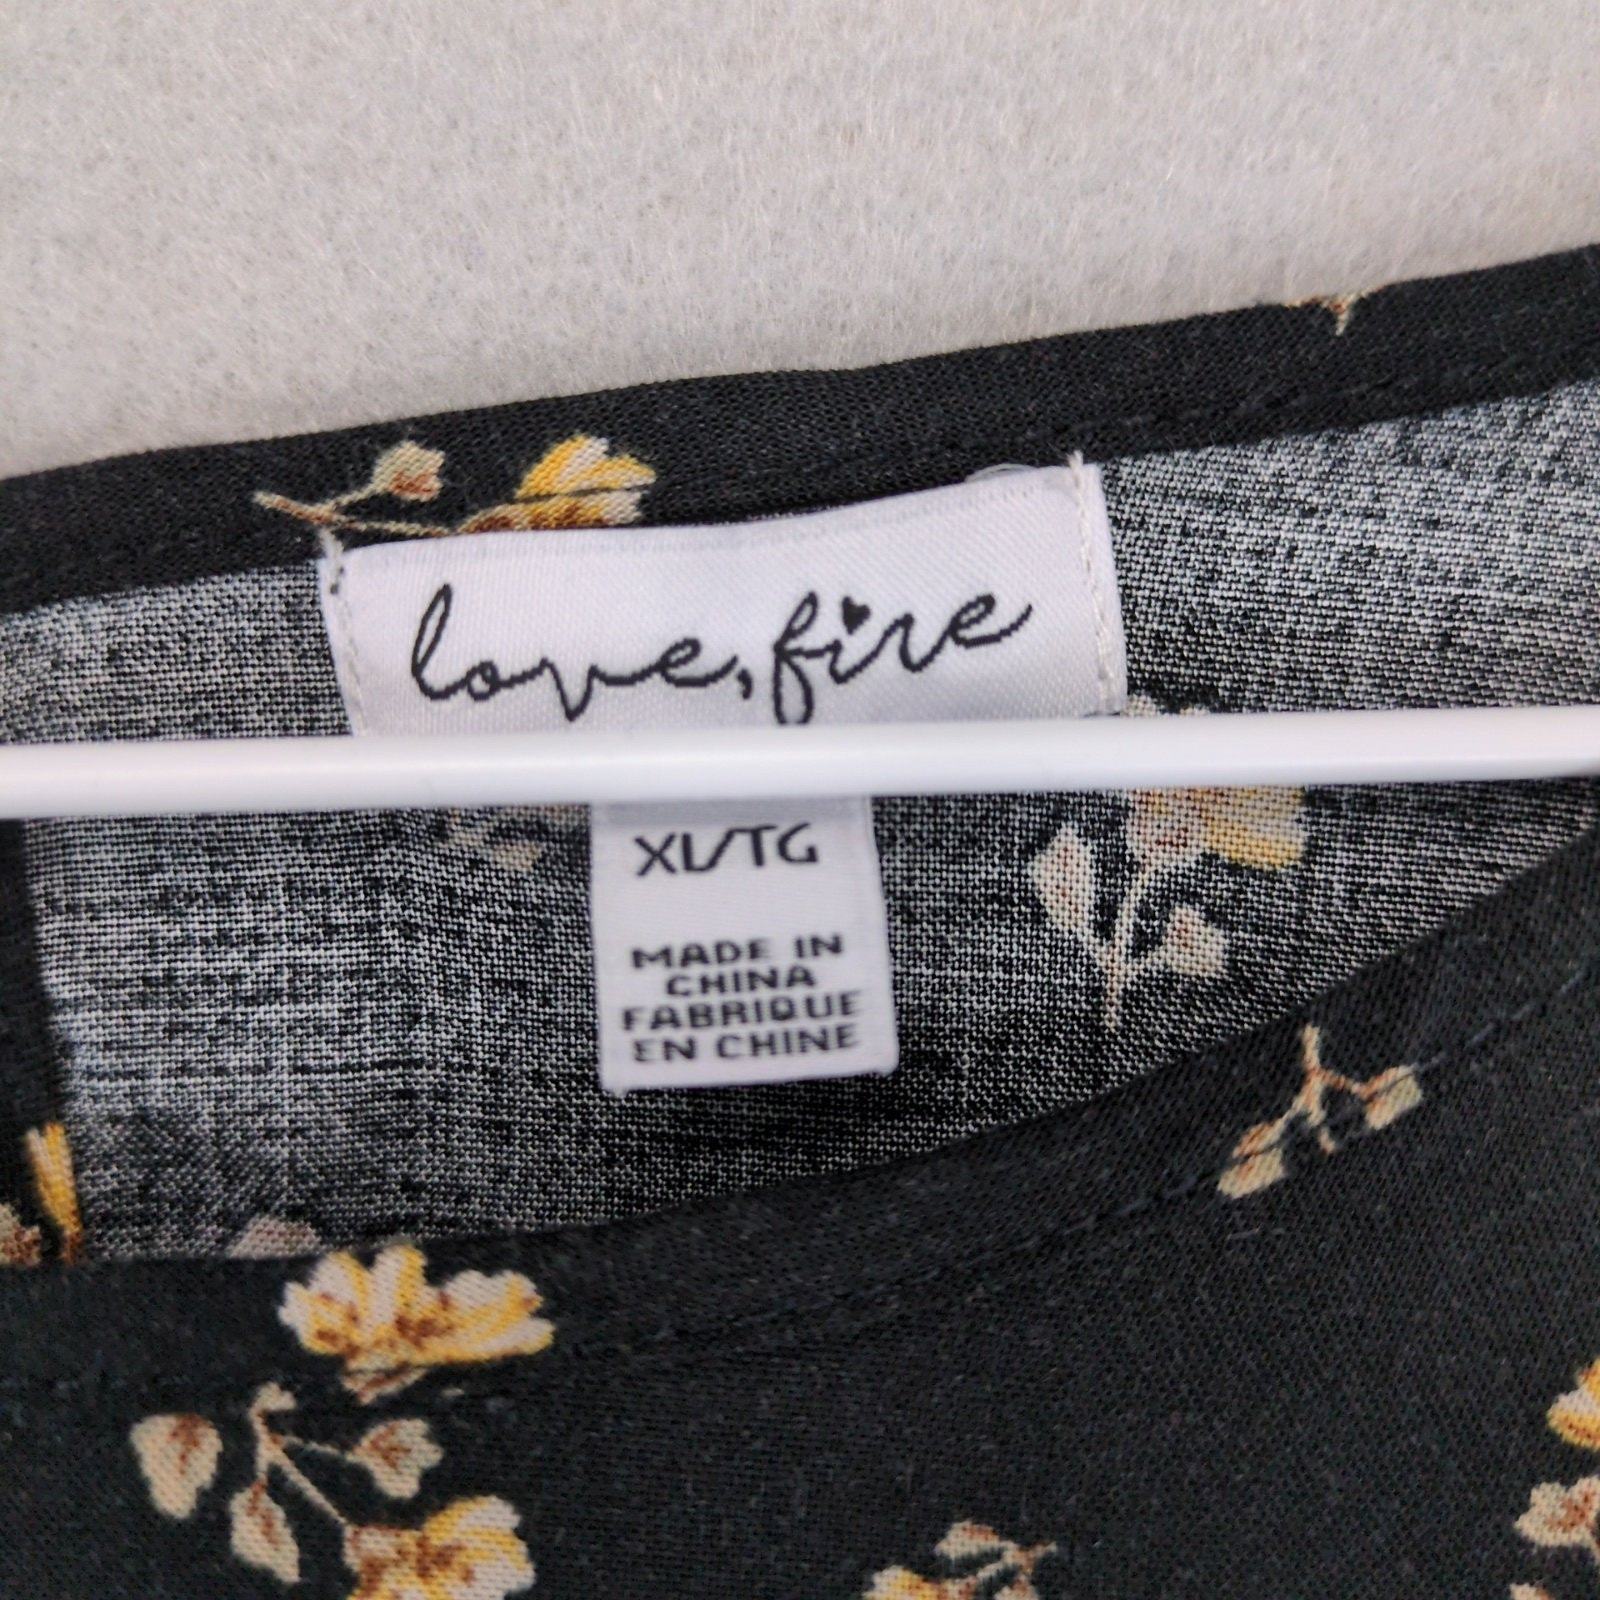 love, fire
XL/TG
MADE IN
CHINA
FABRIQUE
EN CHINE